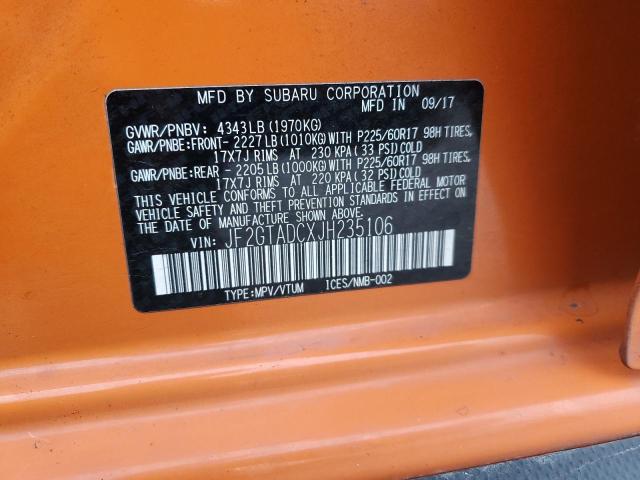 MFD BY SUBARU CORPORATION
MFD IN 09/17
GVWR/PNBV: 4343LB(1970KG)
GAWR/PNBE:FRONT- 2227LB(1010KG)WITH P225/60R17 98H TIRES,
17X7J RIMS AT 230 KPA(33 PSI)COLD
GAWR/PNBE:REAR - 2205LB(1000KG)WITH P225/60R17 98H TIRES,
17X7J RIMS AT 220 KPA(32 PSI)COLD
THIS VEHICLE CONFORMS TO ALL APPLICABLE FEDERAL MOTOR
VEHICLE SAFETY AND THEFT PREVENTION STANDARDS IN EFFECT ON
THE DATE OF MANUFACTURE SHOWN ABOVE.
VIN: JF2GTADCXJH235106
TYPE:MPV/VTUM ICES/NMB-002